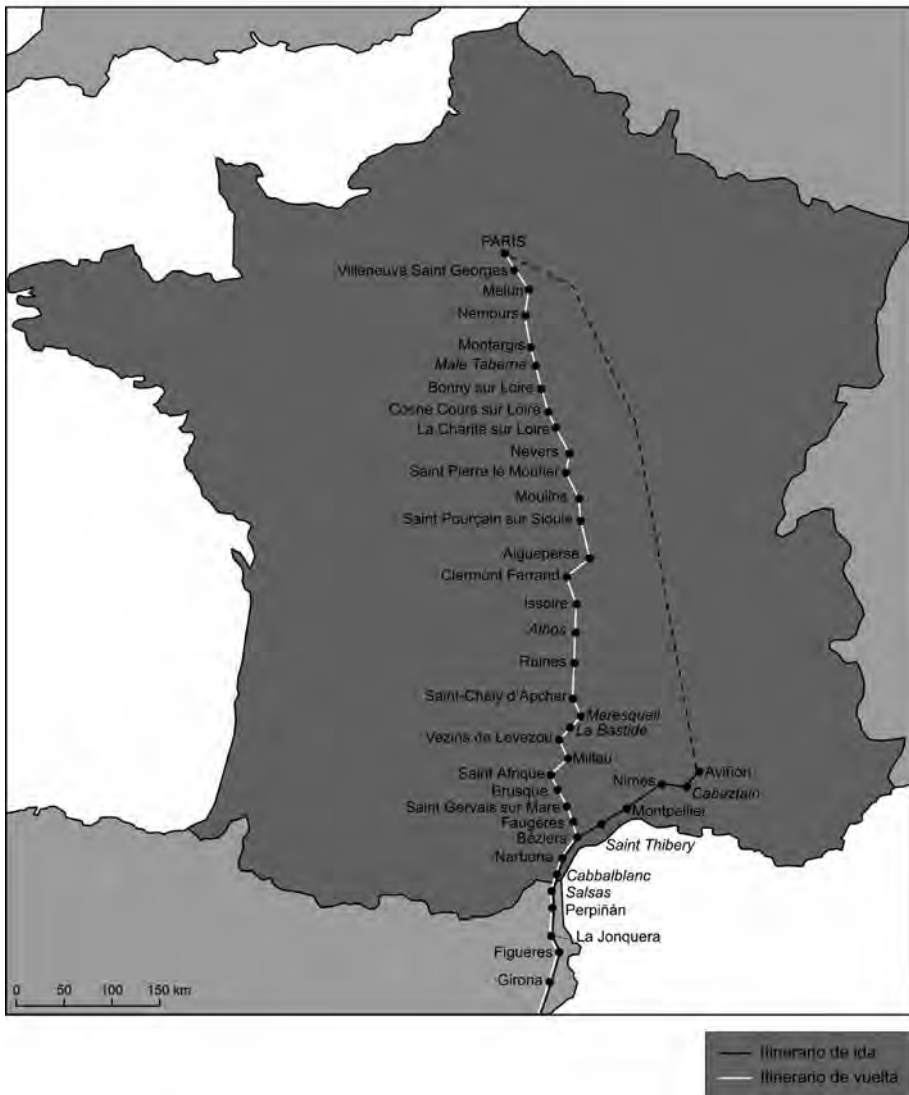 PARIS
Villeneuve Saint Georges
Melun
Nemours
Montargis
Male Taberne
Bonny sur Loire
Cosne Cours sur Loire
La Charité sur Loire
Nevers
Saint Pierre le Moutier
Moulins
Saint Pourçain sur Sioule
Aigueperse
Clermont Ferrand
Issoire
Alhos
Ruines
Saint-Chely d'Apcher
Meresqueil
La Bastide
Vezins de Levezou
Millau
Saint Afrique
Brusque
Saint Gervais sur Mare
Faugères
Béziers
Narbona
Nimes
Aviñón
Cabeztain
Montpellier
Saint Thibery
Cabbalblanc
Salsas
Perpiñán
La Jonquera
Figueres
Girona
0 50 100 150 km
Itinerario de ida
Itinerario de vuelta